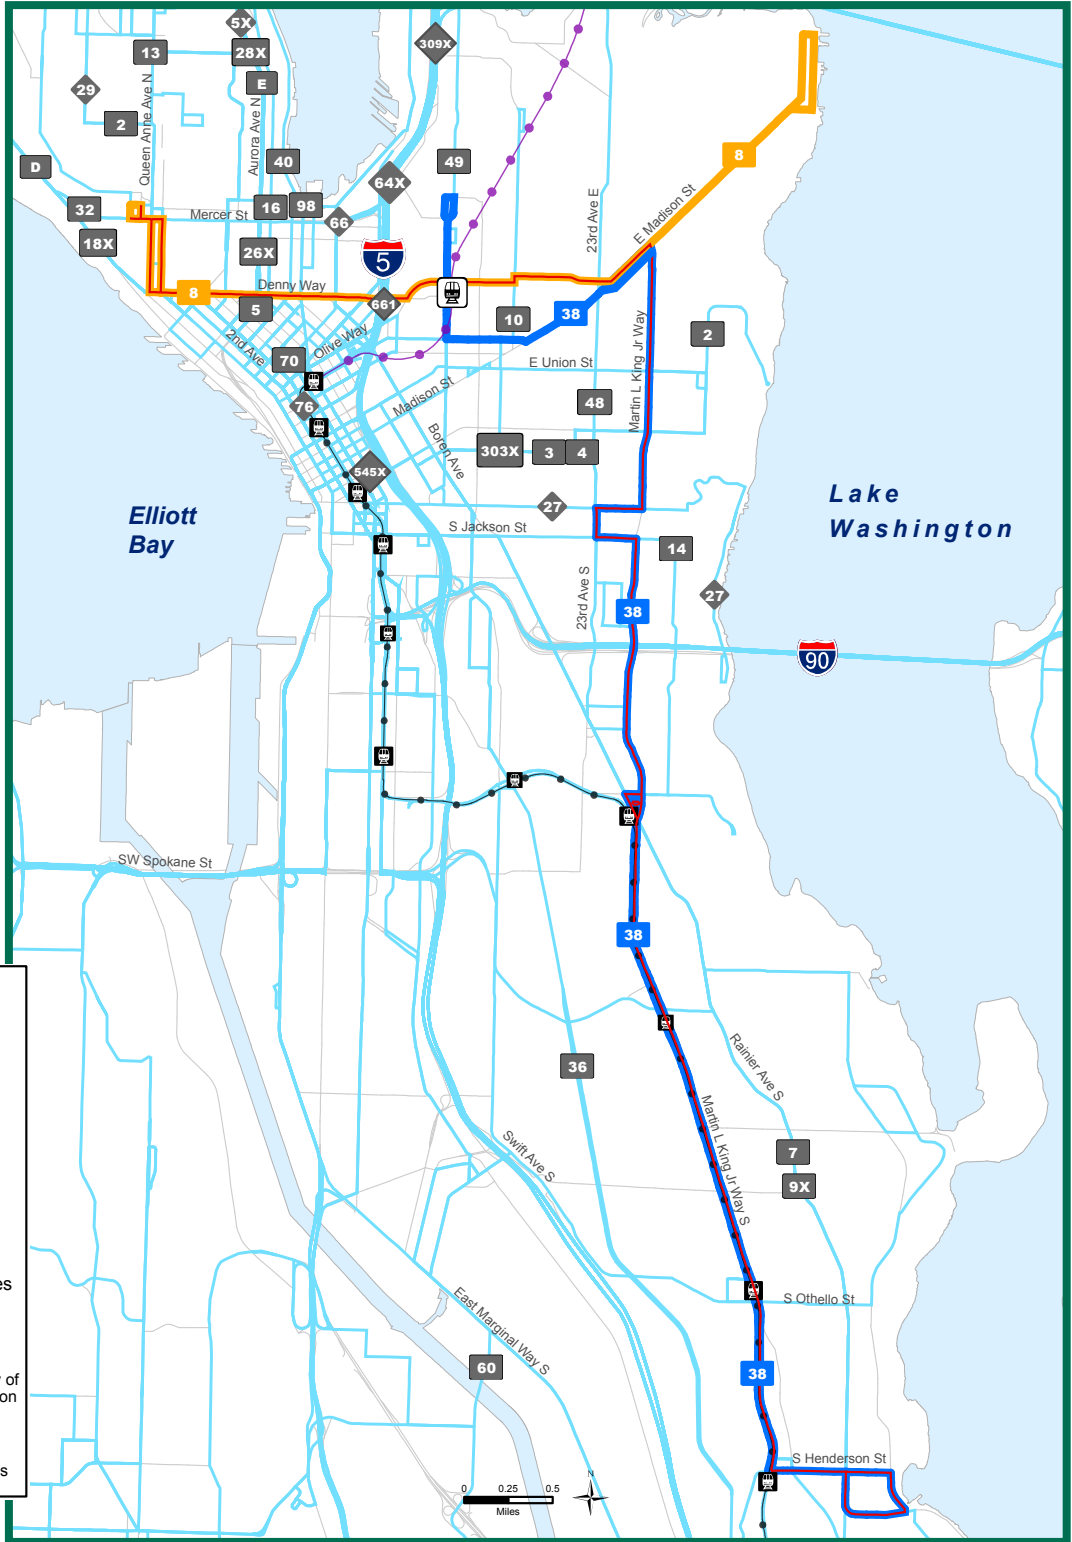 5X
13
28X
309X
E
29
2
Queen Anne Ave N
Aurora Ave N
8
D
40
49
64X
32
Mercer St
16
98
66
23rd Ave E
E Madison St
18X
26X
5
Denny Way
8
661
5
10
38
2
2nd Ave
Olive Way
70
E Union St
Martin L King Jr Way
76
Madison St
48
Boren Ave
303X
3
4
545X
27
Elliott
Bay
Lake
Washington
S Jackson St
14
23rd Ave S
27
38
90
SW Spokane St
38
Rainier Ave S
36
Martin L King Jr Way S
Swift Ave S
7
9X
es
S Othello St
East Marginal Way S
60
38
of
on
S Henderson St
s
N
0
0.25
0.5
Miles